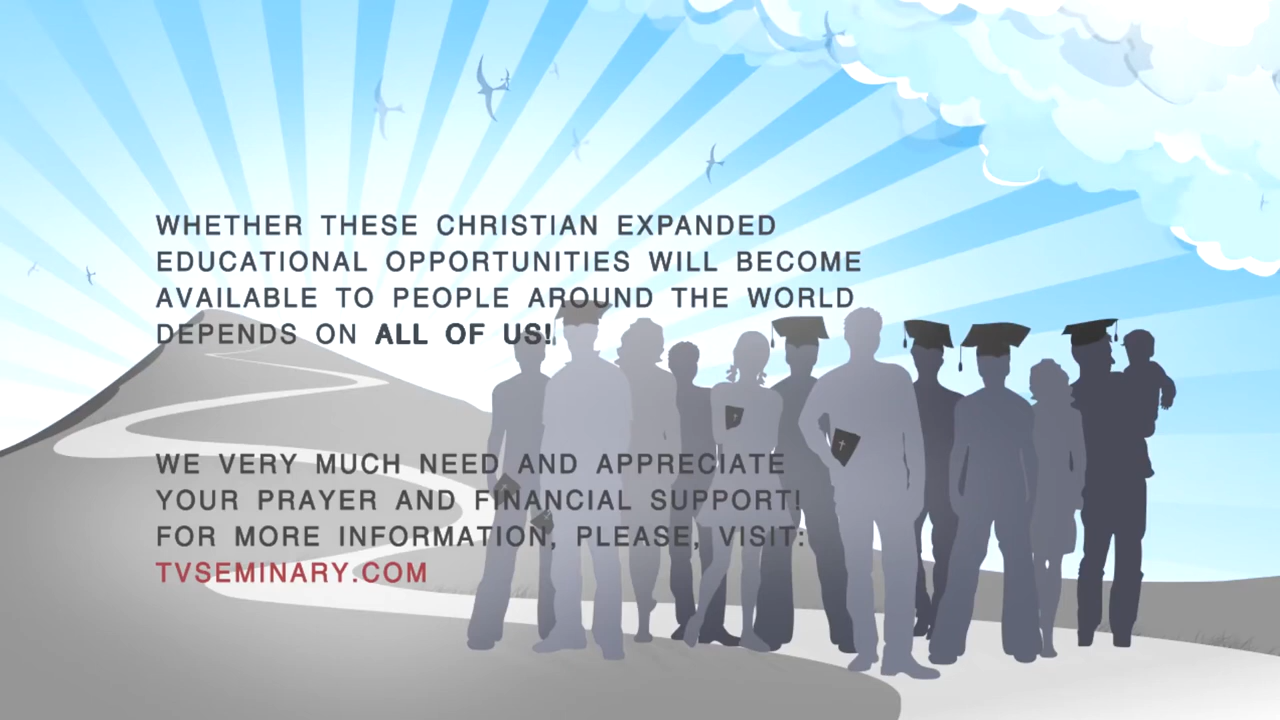 WHETHER THESE CHRISTIAN EXPANDED
EDUCATIONAL OPPORTUNITIES WILL BECOME
AVAILABLE TO PEOPLE AROUND THE WORLD
DEPENDS ON ALL OF US!
WE VERY MUCH NEED AND APPRECIATE
YOUR PRAYER AND FINANCIAL SUPPORT!
FOR MORE INFORMATION, PLEASE, VISIT:
TVSEMINARY.COM